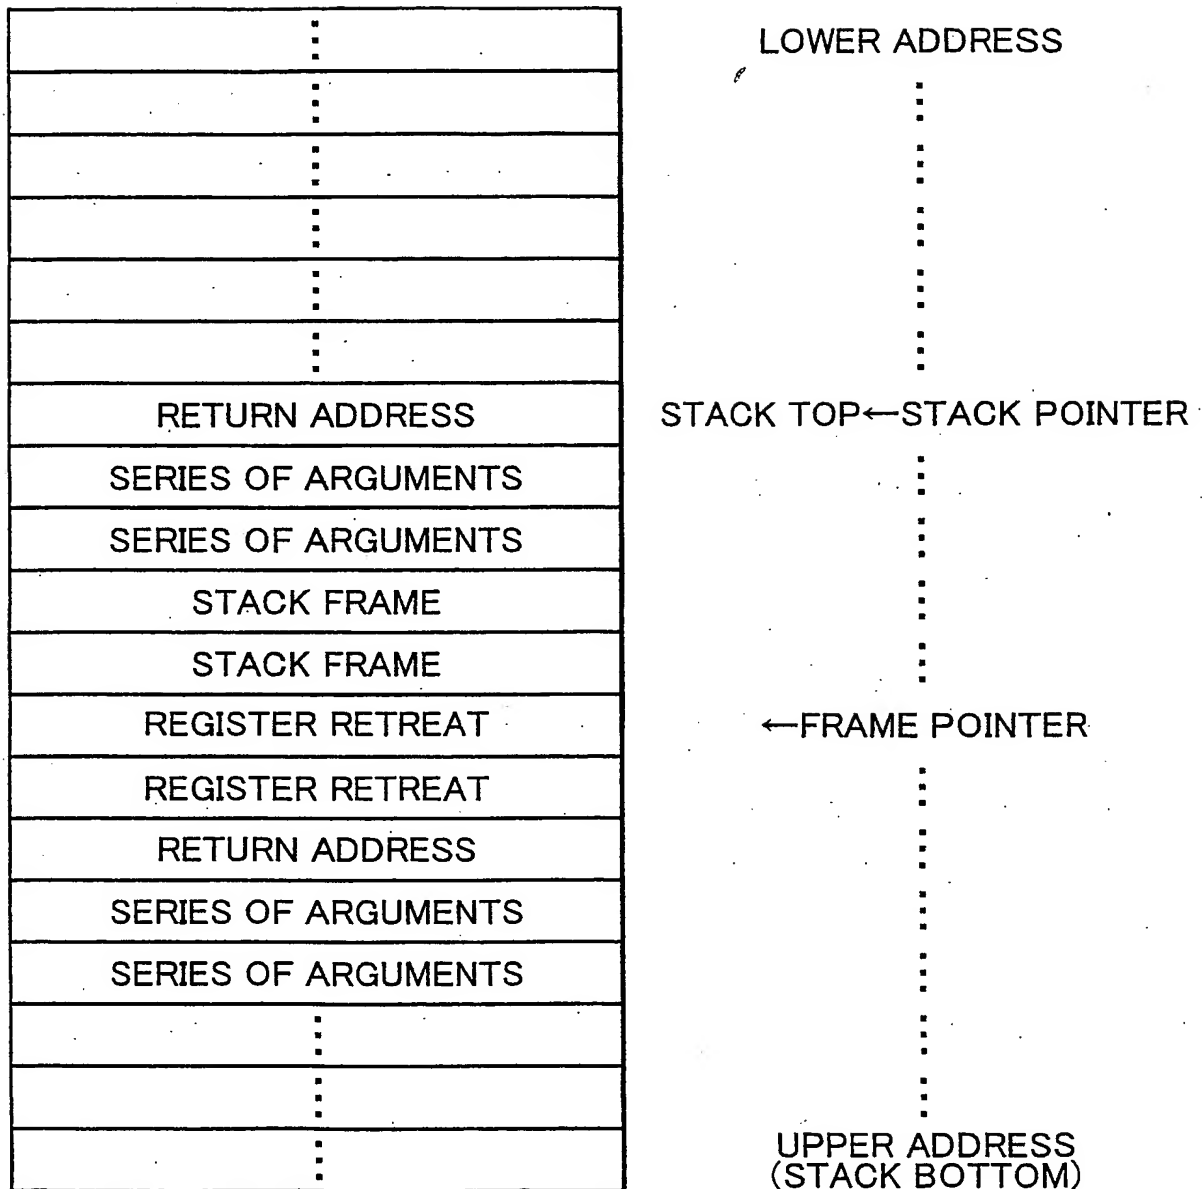 LOWER ADDRESS
RETURN ADDRESS
STACK TOP←STACK POINTER
SERIES OF ARGUMENTS
SERIES OF ARGUMENTS
STACK FRAME
STACK FRAME
REGISTER RETREAT
←FRAME POINTER
REGISTER RETREAT
RETURN ADDRESS
SERIES OF ARGUMENTS
SERIES OF ARGUMENTS
UPPER ADDRESS
(STACK BOTTOM)